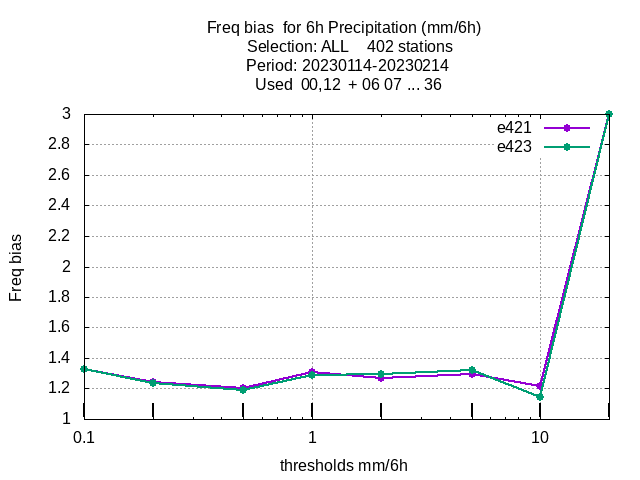 Freq bias  for 6h Precipitation (mm/6h)
Selection: ALL    402 stations
Period: 20230114-20230214
Used  00,12  + 06 07 ... 36
e421
e423
3
2.8
2.6
2.4
2.2
2
1.8
1.6
1.4
1.2
1
Freq bias
0.1 1 10
thresholds mm/6h